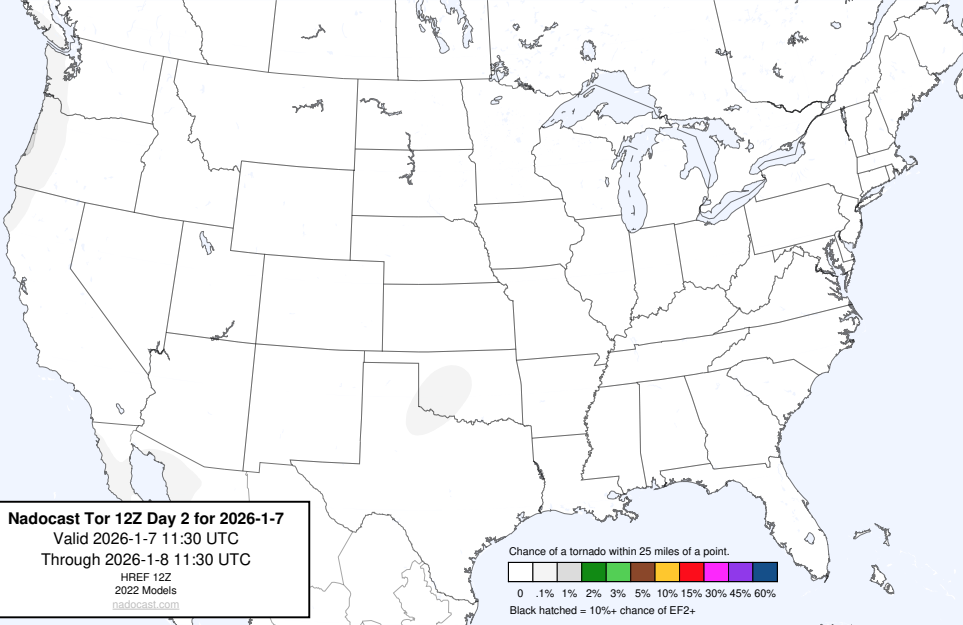 Nadocast Tor 12Z Day 2 for 2026-1-7
Valid 2026-1-7 11:30 UTC
Through 2026-1-8 11:30 UTC
HREF 12Z
2022 Models
nadocast.com
Chance of a tornado within 25 miles of a point.
0 .1% 1% 2% 3% 5% 10% 15% 30% 45% 60%
Black hatched = 10%+ chance of EF2+